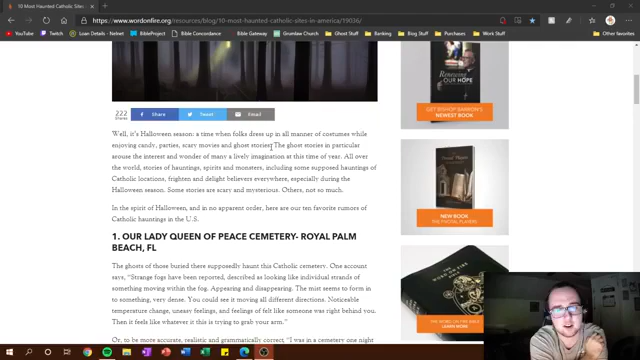 10 Most Haunted Catholic Sites in
https://www.wordonfire.org/resources/blog/10-most-haunted-catholic-sites-in-america/19036/
YouTube
Twitch
Loan Details - Nelnet
BibleProject
Bible Concordance
Bible Gateway
Grumlaw Church
Ghost Stuff
Purchases
Work Stuff
Other favorites
222
Shares
Share
Tweet
Email
Well, it's Halloween season: a time when folks dress up in all manner of costumes while
enjoying candy, parties, scary movies and ghost stories. The ghost stories in particular
arouse the interest and wonder of many a lively imagination at this time of year. All over
the world, stories of hauntings, spirits and monsters, including some supposed hauntings
of Catholic locations, frighten and delight believers everywhere, especially during the
Halloween season. Some stories are scary and mysterious. Others, not so much.
In the spirit of Halloween, and in no apparent order, here are our ten favorite rumors of
Catholic hauntings in the U.S.
1. OUR LADY QUEEN OF PEACE CEMETERY- ROYAL PALM
BEACH, FL
The ghosts of those buried there supposedly haunt this Catholic cemetery. One account
says, "Strange fogs have been reported, described as looking like individual strands of
something moving within the fog. Appearing and disappearing. The mist seems to form in
to something, very dense. You could see it moving all different directions. Noticeable
temperature change, uneasy feelings, and feelings of felt like someone was right behind you.
Then it feels like whatever it is trying to grab your arm."
Or, to be more accurate, realistic and grammatically correct, "I was in a cemetery one night
Renewing
OUR HOPE
GET BISHOP BARRON'S
NEWEST BOOK!
NEW BOOK
THE PIVOTAL PLAYERS
THE WORD ON FIRE BIBLE
LEARN MORE